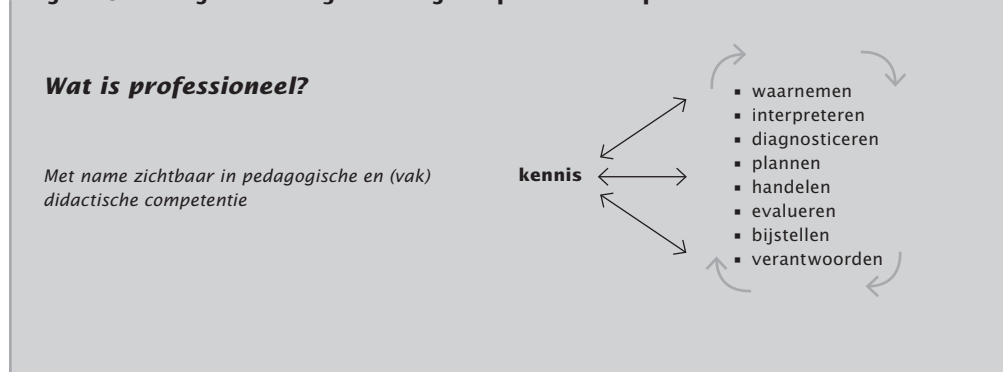 Wat is professioneel?
Met name zichtbaar in pedagogische en (vak)
didactische competentie
kennis
▪ waarnemen
▪ interpreteren
▪ diagnosticeren
▪ plannen
▪ handelen
▪ evalueren
▪ bijstellen
▪ verantwoorden